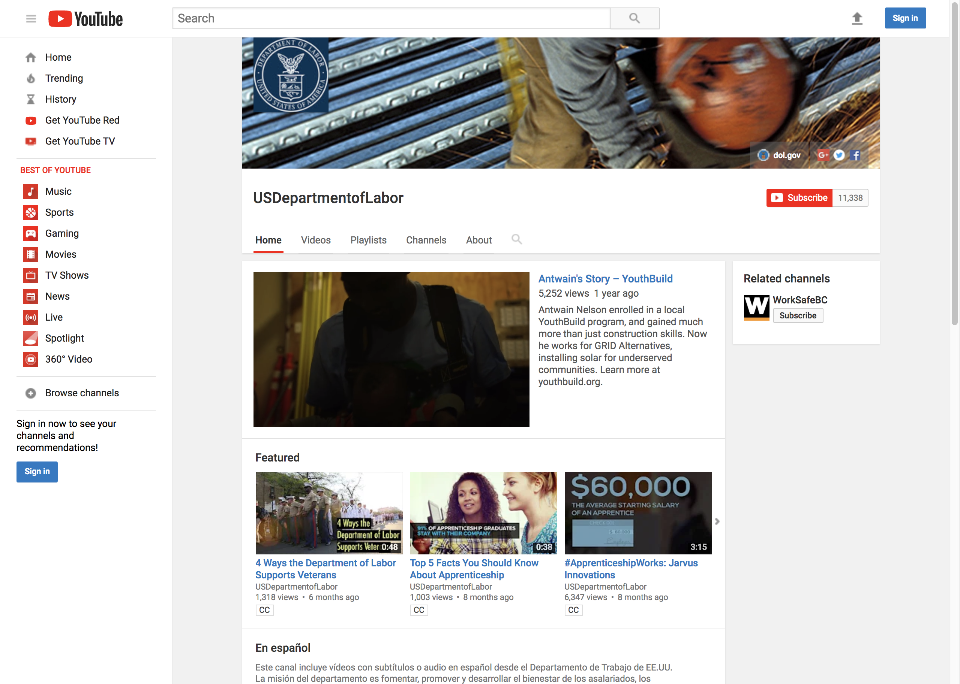 YouTube
Search
Sign in
Home
Trending
History
Get YouTube Red
Get YouTube TV
BEST OF YOUTUBE
Music
Sports
Gaming
Movies
TV Shows
News
Live
Spotlight
360° Video
Browse channels
Sign in now to see your
channels and
recommendations!
Sign in
DEPARTMENT OF LABOR
UNITED STATES OF AMERICA
dol.gov
G+
USDepartmentofLabor
Subscribe 11,338
Home Videos Playlists Channels About
Antwain's Story – YouthBuild
5,252 views 1 year ago
Antwain Nelson enrolled in a local
YouthBuild program, and gained much
more than just construction skills. Now
he works for GRID Alternatives,
installing solar for underserved
communities. Learn more at
youthbuild.org.
Related channels
W
WorkSafeBC
Subscribe
Featured
4 Ways the
Department of Labor
Supports Veter
0:48
4 Ways the Department of Labor
Supports Veterans
USDepartmentofLabor
1,318 views • 6 months ago
CC
OF APPRENTICESHIP GRADUATES
STAY WITH THEIR COMPANY
0:38
Top 5 Facts You Should Know
About Apprenticeship
USDepartmentofLabor
1,003 views • 8 months ago
CC
$60,000
THE AVERAGE STARTING SALARY
OF AN APPRENTICE
3:15
#ApprenticeshipWorks: Jarvus
Innovations
USDepartmentofLabor
6,347 views • 8 months ago
CC
En español
Este canal incluye vídeos con subtítulos o audio en español desde el Departamento de Trabajo de EE.UU.
La misión del departamento es fomentar, promover y desarrollar el bienestar de los asalariados, los